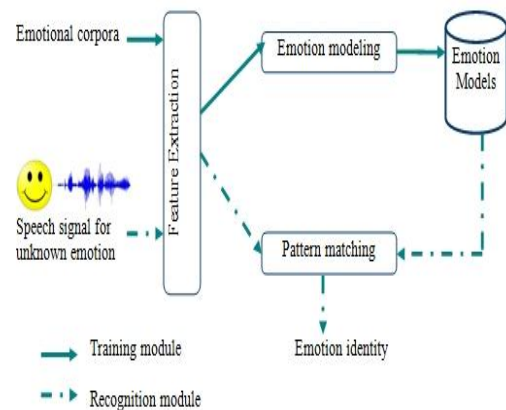 Emotional corpora
Feature Extraction
Emotion modeling
Emotion
Models
Speech signal for
unknown emotion
Pattern matching
Emotion identity
Training module
Recognition module